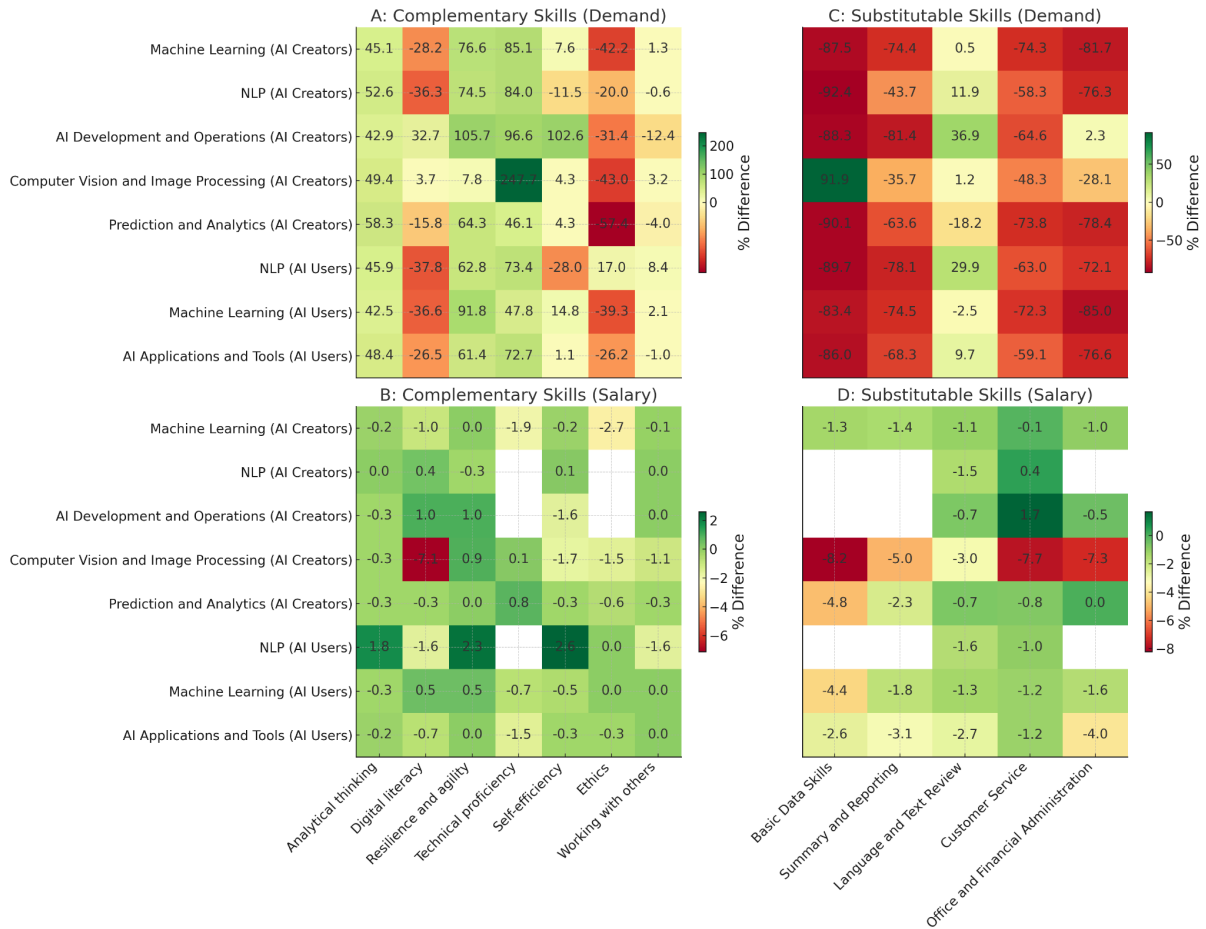 A: Complementary Skills (Demand) C: Substitutable Skills (Demand)
Machine Learning (AI Creators) 45.1 -28.2 76.6 85.1 7.6 -42.2 1.3 -87.5 -74.4 0.5 -74.3 -81.7
NLP (AI Creators) 52.6 -36.3 74.5 84.0 -11.5 -20.0 -0.6 -92.4 -43.7 11.9 -58.3 -76.3
AI Development and Operations (AI Creators) 42.9 32.7 105.7 96.6 102.6 -31.4 -12.4 -88.3 -81.4 36.9 -64.6 2.3
Computer Vision and Image Processing (AI Creators) 49.4 3.7 7.8 247.7 4.3 -43.0 3.2 91.9 -35.7 1.2 -48.3 -28.1
Prediction and Analytics (AI Creators) 58.3 -15.8 64.3 46.1 4.3 -4.0 -90.1 -63.6 -18.2 -73.8 -78.4
NLP (AI Users) 45.9 -37.8 62.8 73.4 -28.0 17.0 8.4 -89.7 -78.1 29.9 -63.0 -72.1
Machine Learning (AI Users) 42.5 -36.6 91.8 47.8 14.8 -39.3 2.1 -83.4 -74.5 -2.5 -72.3 -85.0
AI Applications and Tools (AI Users) 48.4 -26.5 61.4 72.7 1.1 -26.2 -1.0 -86.0 -68.3 9.7 -59.1 -76.6
200
100
0
% Difference
50
0
−50
% Difference
B: Complementary Skills (Salary) D: Substitutable Skills (Salary)
Machine Learning (AI Creators) -0.2 -1.0 0.0 -1.9 -0.2 -2.7 -0.1 -1.3 -1.4 -1.1 -0.1 -1.0
NLP (AI Creators) 0.0 0.4 -0.3 0.1 0.0 -1.5 0.4
AI Development and Operations (AI Creators) -0.3 1.0 1.0 -1.6 0.0 -0.7 1.7 -0.5
Computer Vision and Image Processing (AI Creators) -0.3 -7.1 0.9 0.1 -1.7 -1.5 -1.1 -8.2 -5.0 -3.0 -7.7 -7.3
Prediction and Analytics (AI Creators) -0.3 -0.3 0.0 0.8 -0.3 -0.6 -0.3 -4.8 -2.3 -0.7 -0.8 0.0
NLP (AI Users) 1.8 -1.6 2.3 2.6 0.0 -1.6 -1.6 -1.0
Machine Learning (AI Users) -0.3 0.5 0.5 -0.7 -0.5 0.0 0.0 -4.4 -1.8 -1.3 -1.2 -1.6
AI Applications and Tools (AI Users) -0.2 -0.7 0.0 -1.5 -0.3 -0.3 0.0 -2.6 -3.1 -2.7 -1.2 -4.0
2
0
−2
−4
−6
% Difference
0
−2
−4
−6
−8
% Difference
Analytical thinking
Digital literacy
Resilience and agility
Technical proficiency
Self-efficiency
Ethics
Working with others
Basic Data Skills
Summary and Reporting
Language and Text Review
Customer Service
Office and Financial Administration